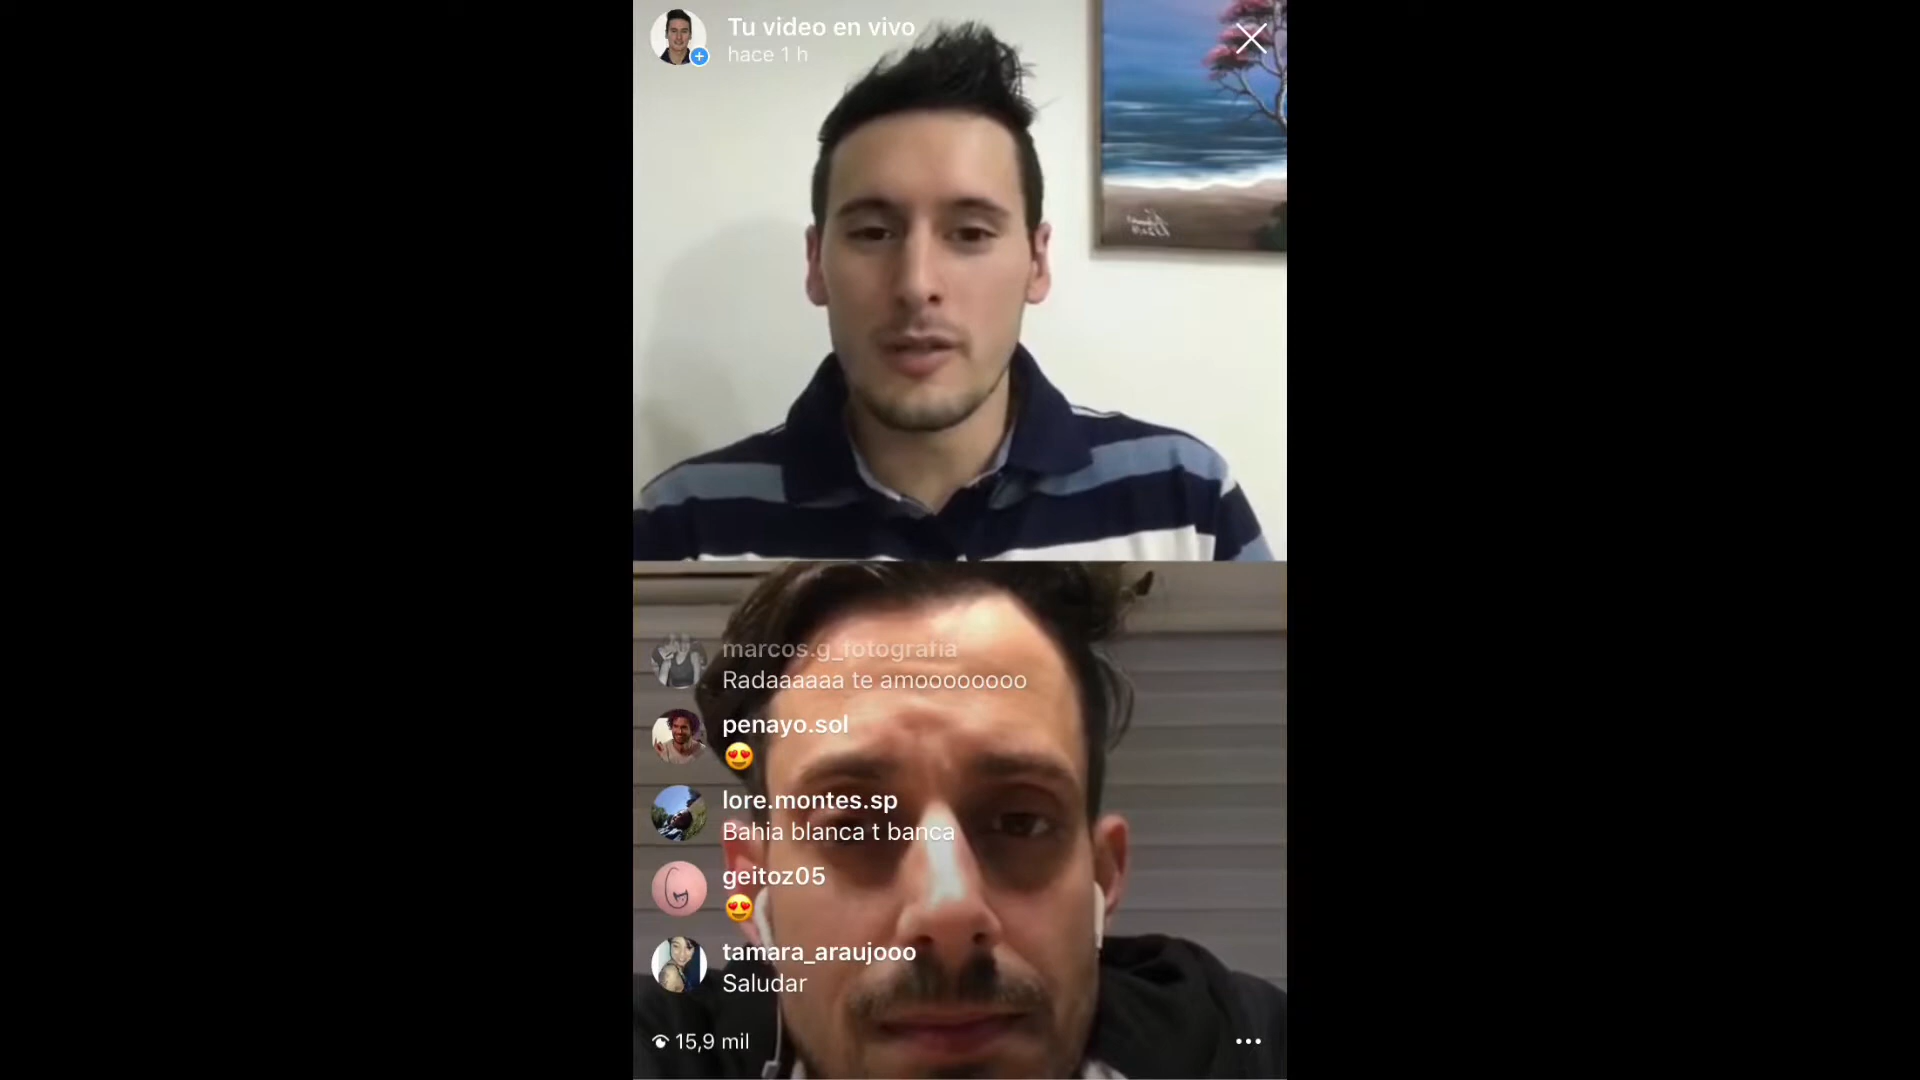 Tu video en vivo
hace 1 h
marcos.g_fotografia
Radaaaaaa te amoooooooo
penayo.sol
lore.montes.sp
Bahia blanca t banca
geitoz05
tamara_araujooo
Saludar
15,9 mil